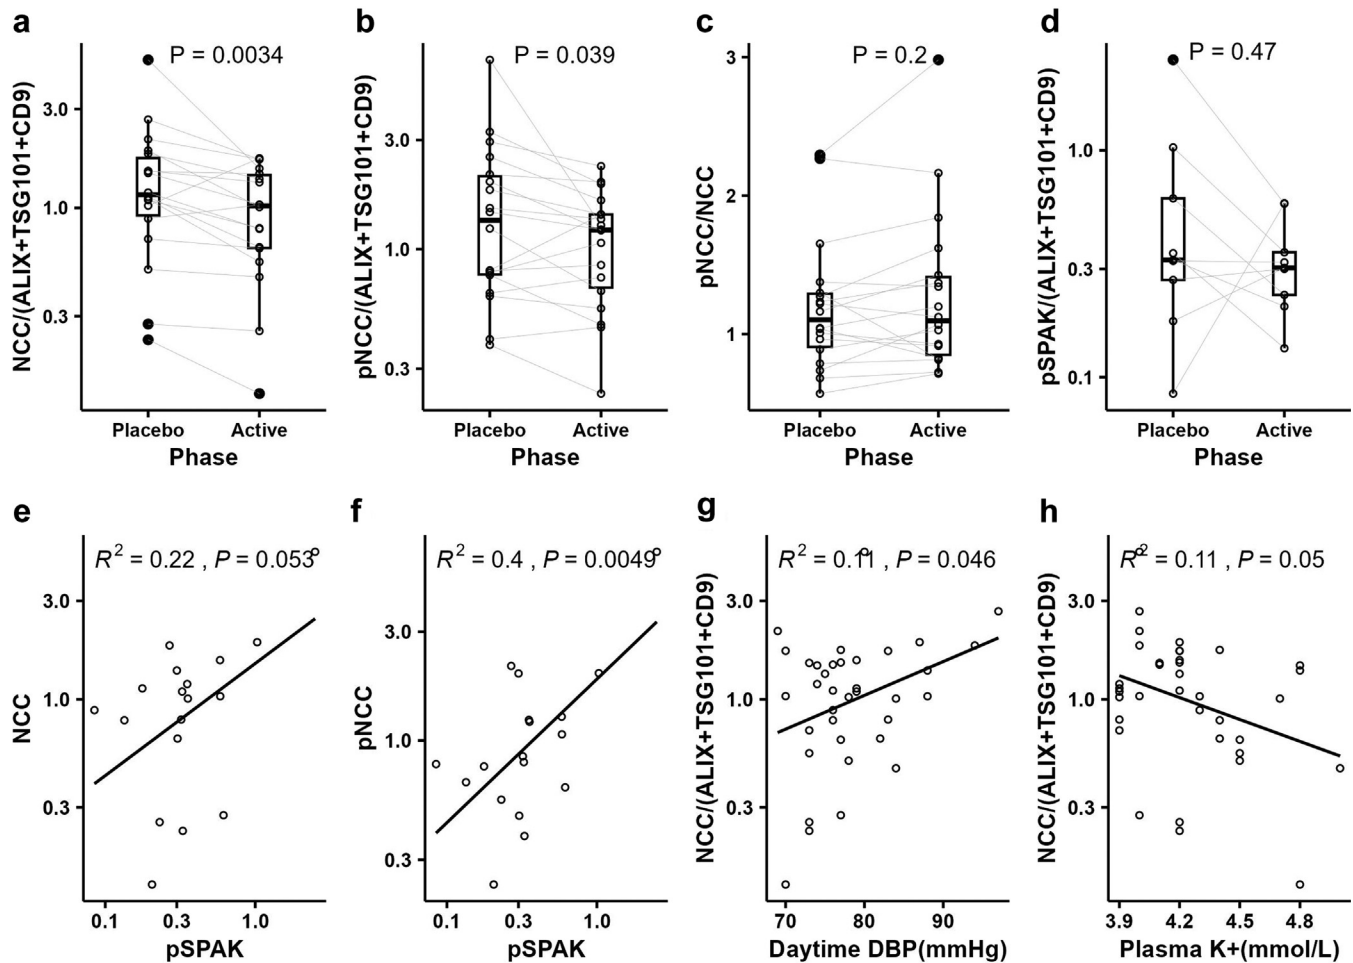 a
P = 0.0034
NCC/(ALIX+TSG101+CD9)
3.0
1.0
0.3
Placebo Active
Phase
b
P = 0.039
pNCC/(ALIX+TSG101+CD9)
3.0
1.0
0.3
Placebo Active
Phase
c
P = 0.2
pNCC/NCC
3
2
1
Placebo Active
Phase
d
P = 0.47
pSPAK/(ALIX+TSG101+CD9)
1.0
0.3
0.1
Placebo Active
Phase
e
R² = 0.22 , P = 0.053
NCC
3.0
1.0
0.3
0.1 0.3 1.0
pSPAK
f
R² = 0.4 , P = 0.0049
pNCC
3.0
1.0
0.3
0.1 0.3 1.0
pSPAK
g
R² = 0.11 , P = 0.046
NCC/(ALIX+TSG101+CD9)
3.0
1.0
0.3
70 80 90
Daytime DBP(mmHg)
h
R² = 0.11 , P = 0.05
NCC/(ALIX+TSG101+CD9)
3.0
1.0
0.3
3.9 4.2 4.5 4.8
Plasma K+(mmol/L)